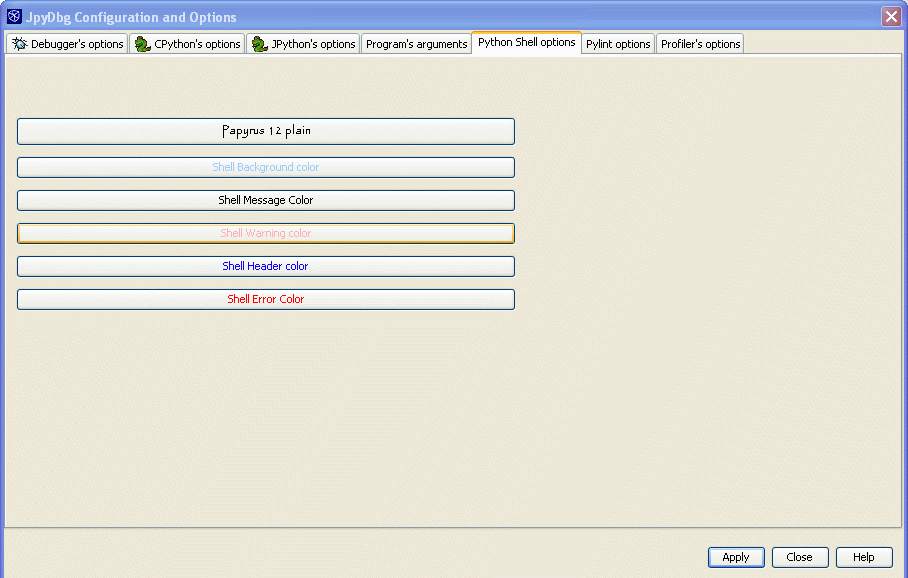 JpyDbg Configuration and Options
Debugger's options CPython's options JPython's options Program's arguments Python Shell options Pylint options Profiler's options
Papyrus 12 plain
Shell Background color
Shell Message Color
Shell Warning color
Shell Header color
Shell Error Color
Apply Close Help